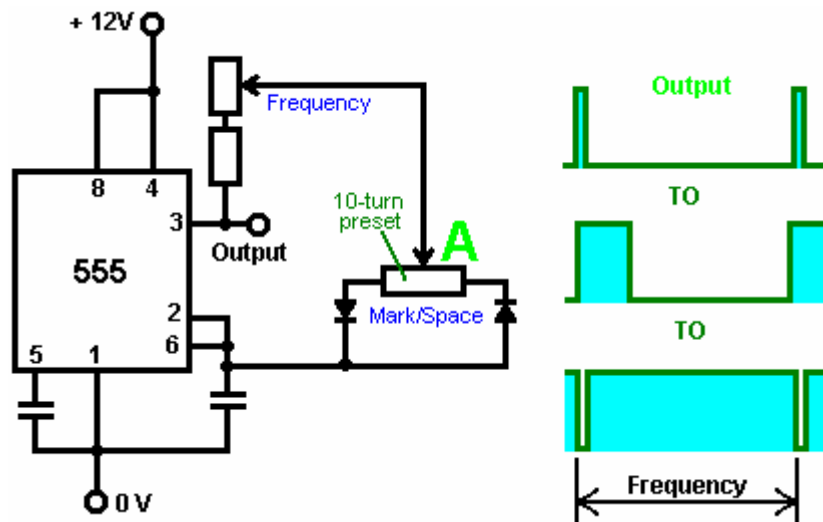 + 12V
Frequency
8 4
3
Output
555
2
6
5 1
0 V
10-turn
preset
A
Mark/Space
Output
TO
TO
Frequency